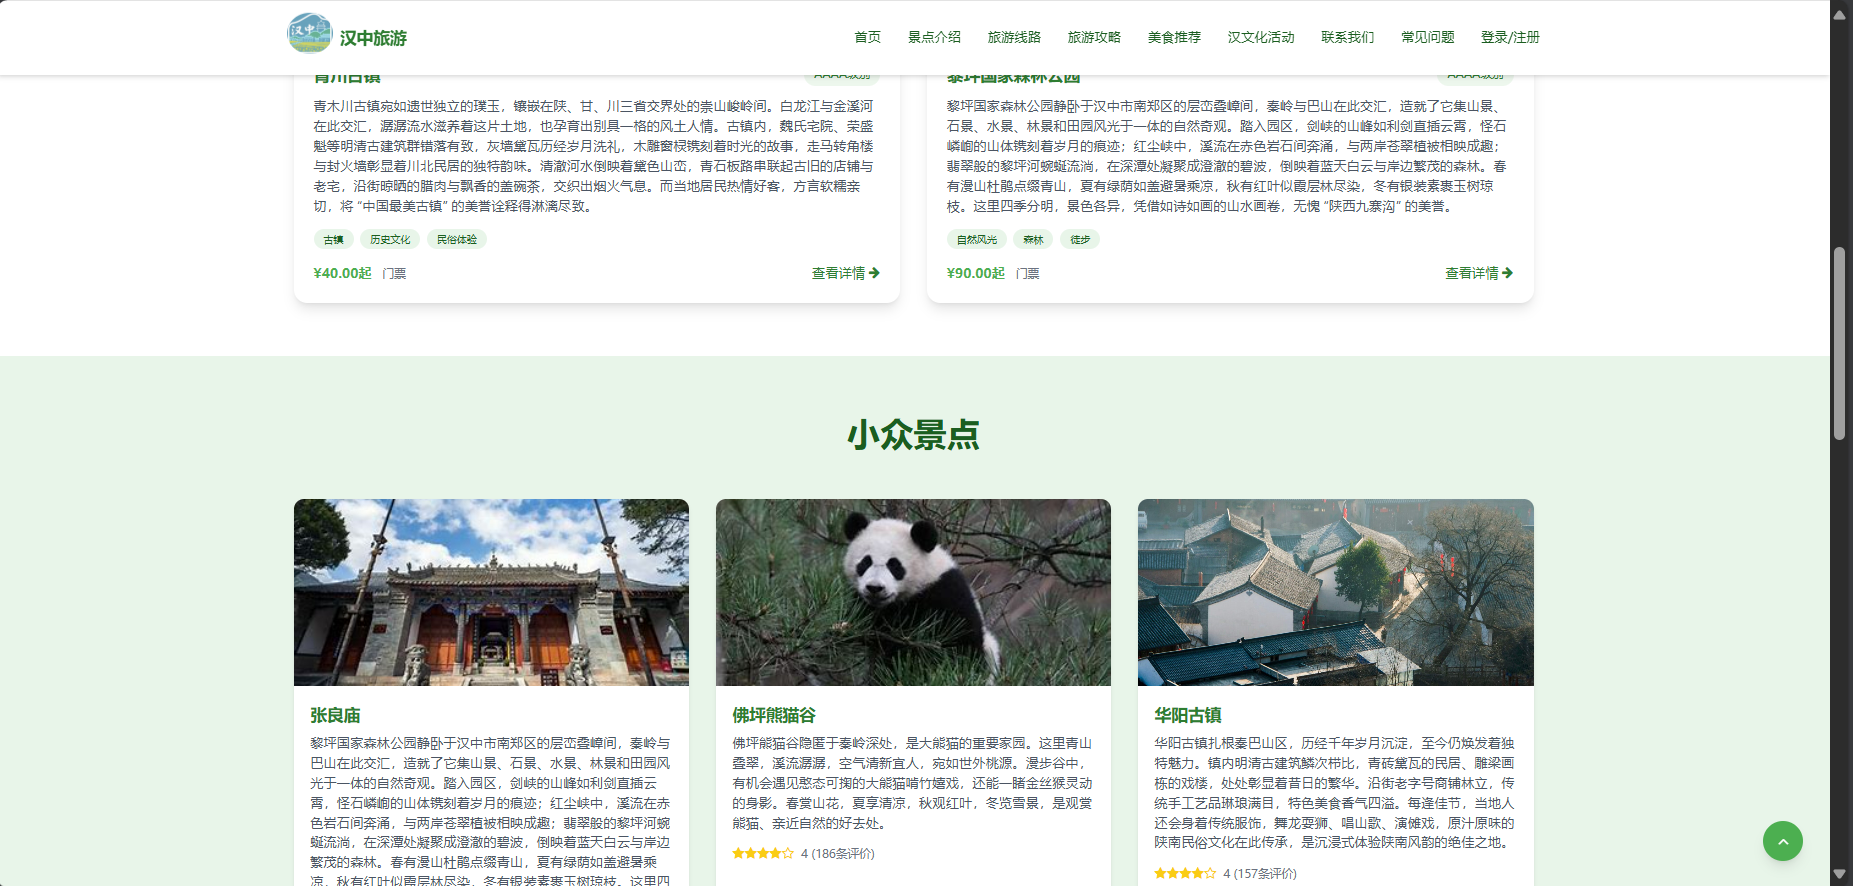 汉中旅游
首页 景点介绍 旅游线路 旅游攻略 美食推荐 汉文化活动 联系我们 常见问题 登录/注册
青木川古镇宛如遗世独立的璞玉，镶嵌在陕、甘、川三省交界处的崇山峻岭间。白龙江与金溪河
在此交汇，潺潺流水滋养着这片土地，也孕育出别具一格的风土人情。古镇内，魏氏宅院、荣盛
魁等明清古建筑群错落有致，灰墙黛瓦历经岁月洗礼，木雕窗棂镌刻着时光的故事，走马转角楼
与封火墙彰显着川北民居的独特韵味。清澈河水倒映着黛色山峦，青石板路串联起古旧的店铺与
老宅，沿街晾晒的腊肉与飘香的盖碗茶，交织出烟火气息。而当地居民热情好客，方言软糯亲
切，将 “中国最美古镇” 的美誉诠释得淋漓尽致。
古镇 历史文化 民俗体验
¥40.00起 门票 查看详情
黎坪国家森林公园
黎坪国家森林公园静卧于汉中市南郑区的层峦叠嶂间，秦岭与巴山在此交汇，造就了它集山景、
石景、水景、林景和田园风光于一体的自然奇观。踏入园区，剑峡的山峰如利剑直插云霄，怪石
嶙峋的山体镌刻着岁月的痕迹；红尘峡中，溪流在赤色岩石间奔涌，与两岸苍翠植被相映成趣；
翡翠般的黎坪河蜿蜒流淌，在深潭处凝聚成澄澈的碧波，倒映着蓝天白云与岸边繁茂的森林。春
有漫山杜鹃点缀青山，夏有绿荫如盖避暑乘凉，秋有红叶似霞层林尽染，冬有银装素裹玉树琼
枝。这里四季分明，景色各异，凭借如诗如画的山水画卷，无愧 “陕西九寨沟” 的美誉。
自然风光 森林 徒步
¥90.00起 门票 查看详情
小众景点
张良庙
黎坪国家森林公园静卧于汉中市南郑区的层峦叠嶂间，秦岭与
巴山在此交汇，造就了它集山景、石景、水景、林景和田园风
光于一体的自然奇观。踏入园区，剑峡的山峰如利剑直插云
霄，怪石嶙峋的山体镌刻着岁月的痕迹；红尘峡中，溪流在赤
色岩石间奔涌，与两岸苍翠植被相映成趣；翡翠般的黎坪河蜿
蜒流淌，在深潭处凝聚成澄澈的碧波，倒映着蓝天白云与岸边
繁茂的森林。春有漫山杜鹃点缀青山，夏有绿荫如盖避暑乘
凉，秋有红叶似霞层林尽染，冬有银装素裹玉树琼枝。这里四
佛坪熊猫谷
佛坪熊猫谷隐匿于秦岭深处，是大熊猫的重要家园。这里青山
叠翠，溪流潺潺，空气清新宜人，宛如世外桃源。漫步谷中，
有机会遇见憨态可掬的大熊猫啃竹嬉戏，还能一睹金丝猴灵动
的身影。春赏山花，夏享清凉，秋观红叶，冬览雪景，是观赏
熊猫、亲近自然的好去处。
4 (186条评价)
华阳古镇
华阳古镇扎根秦巴山区，历经千年岁月沉淀，至今仍焕发着独
特魅力。镇内明清古建筑鳞次栉比，青砖黛瓦的民居、雕梁画
栋的戏楼，处处彰显着昔日的繁华。沿街老字号商铺林立，传
统手工艺品琳琅满目，特色美食香气四溢。每逢佳节，当地人
还会身着传统服饰，舞龙耍狮、唱山歌、演傩戏，原汁原味的
陕南民俗文化在此传承，是沉浸式体验陕南风韵的绝佳之地。
4 (157条评价)